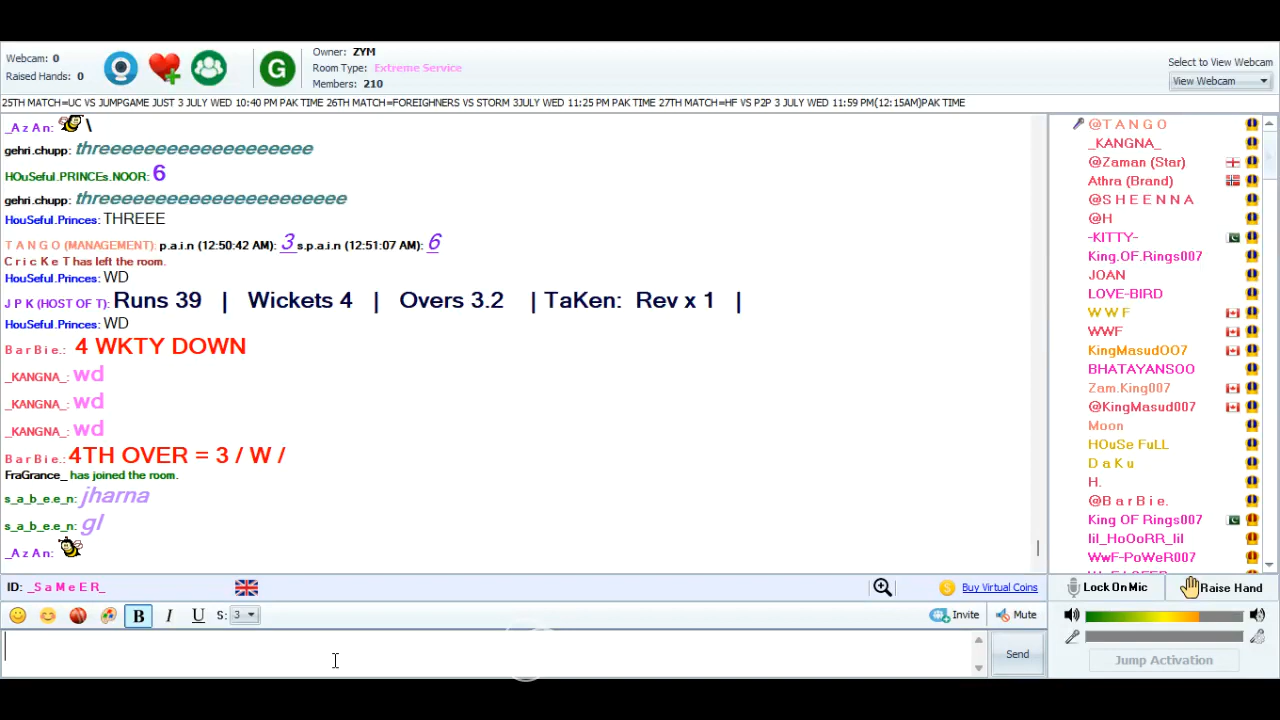 Webcam: 0
Raised Hands: 0
G
Owner: ZYM
Room Type: Extreme Service
Members: 210
Select to View Webcam
View Webcam
25TH MATCH=UC VS JUMPGAME JUST 3 JULY WED 10:40 PM PAK TIME 26TH MATCH=FOREIGHNERS VS STORM 3JULY WED 11:25 PM PAK TIME 27TH MATCH=HF VS P2P 3 JULY WED 11:59 PM(12:15AM)PAK TIME
_A z A n: \
gehri.chupp: threeeeeeeeeeeeeeeeeee
HOuSeful.PRINCEs.NOOR: 6
gehri.chupp: threeeeeeeeeeeeeeeeeeeeee
HouSeful.Princes: THREEE
T A N G O (MANAGEMENT): p.a.i.n (12:50:42 AM): 3 s.p.a.i.n (12:51:07 AM): 6
C r i c K e T has left the room.
HouSeful.Princes: WD
J P K (HOST OF T): Runs 39 | Wickets 4 | Overs 3.2 | TaKen: Rev x 1 |
HouSeful.Princes: WD
B a r B i e .: 4 WKTY DOWN
_KANGNA_: wd
_KANGNA_: wd
_KANGNA_: wd
B a r B i e .: 4TH OVER = 3 / W /
FraGrance_ has joined the room.
s_a_b_e.e_n: jharna
s_a_b_e.e_n: gl
_A z A n:
@T A N G O
_KANGNA_
@Zaman (Star)
Athra (Brand)
@S H E E N N A
@H
-KITTY-
King.OF.Rings007
JOAN
LOVE-BIRD
W W F
WWF
KingMasudOO7
BHATAYANSOO
Zam.King007
@KingMasud007
Moon
HOuSe FuLL
D a K u
H.
@B a r B i e.
King OF Rings007
lil_HoOoRR_lil
WwF-PoWeR007
ID: _S a M e E R_
Buy Virtual Coins
Lock On Mic
Raise Hand
B I U S: 3
Invite
Mute
Send
Jump Activation